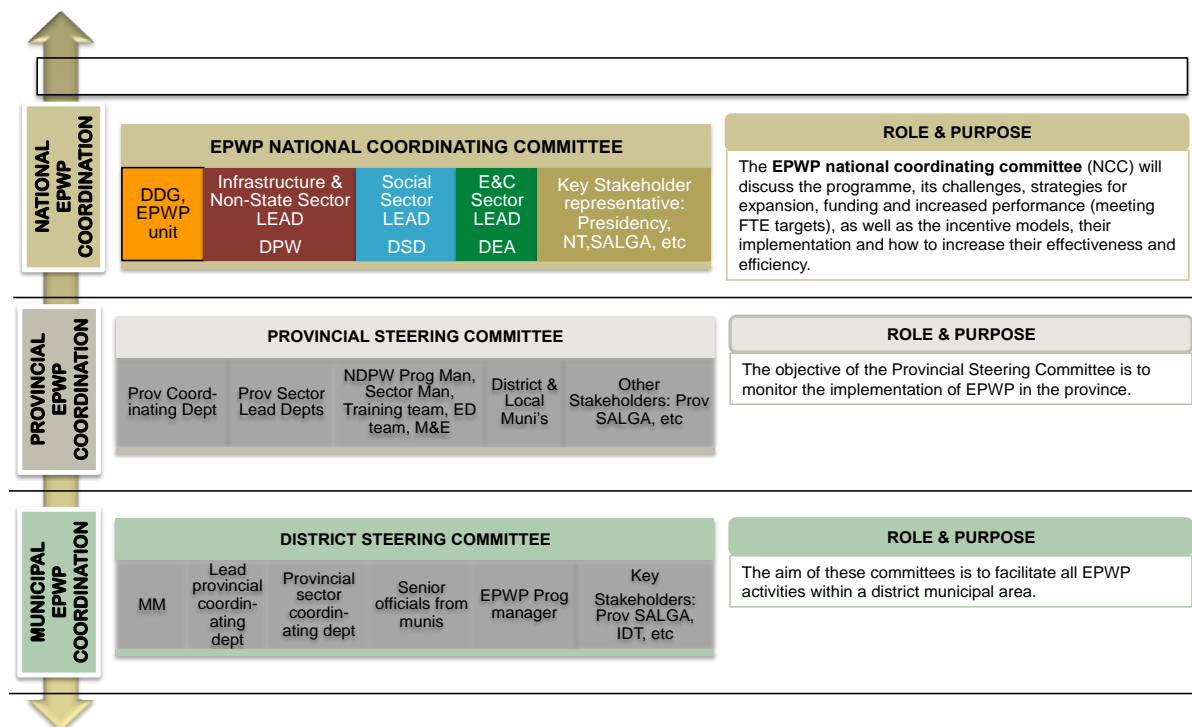 NATIONAL
EPWP
COORDINATION
EPWP NATIONAL COORDINATING COMMITTEE
DDG,
EPWP
unit
Infrastructure &
Non-State Sector
LEAD
DPW
Social
Sector
LEAD
DSD
E&C
Sector
LEAD
DEA
Key Stakeholder
representative:
Presidency,
NT,SALGA, etc
ROLE & PURPOSE
The EPWP national coordinating committee (NCC) will
discuss the programme, its challenges, strategies for
expansion, funding and increased performance (meeting
FTE targets), as well as the incentive models, their
implementation and how to increase their effectiveness and
efficiency.
PROVINCIAL
EPWP
COORDINATION
PROVINCIAL STEERING COMMITTEE
Prov Coord-
inating Dept
Prov Sector
Lead Depts
NDPW Prog Man,
Sector Man,
Training team, ED
team, M&E
District &
Local
Muni's
Other
Stakeholders: Prov
SALGA, etc
ROLE & PURPOSE
The objective of the Provincial Steering Committee is to
monitor the implementation of EPWP in the province.
MUNICIPAL
EPWP
COORDINATION
DISTRICT STEERING COMMITTEE
MM
Lead
provincial
coordin-
ating
dept
Provincial
sector
coordin-
ating dept
Senior
officials from
munis
EPWP Prog
manager
Key
Stakeholders:
Prov SALGA,
IDT, etc
ROLE & PURPOSE
The aim of these committees is to facilitate all EPWP
activities within a district municipal area.